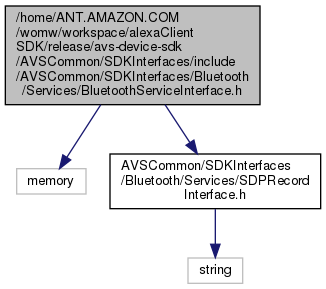 /home/ANT.AMAZON.COM
/womw/workspace/alexaClient
SDK/release/avs-device-sdk
/AVSCommon/SDKInterfaces/include
/AVSCommon/SDKInterfaces/Bluetooth
/Services/BluetoothServiceInterface.h
memory
AVSCommon/SDKInterfaces
/Bluetooth/Services/SDPRecord
Interface.h
string